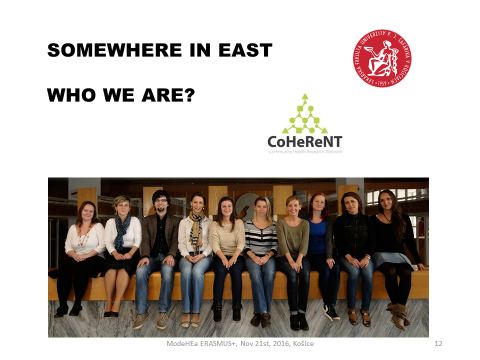 SOMEWHERE IN EAST
WHO WE ARE?
CoHeReNT
ModeHEa ERASMUS+, Nov 21st, 2016, Košice
12